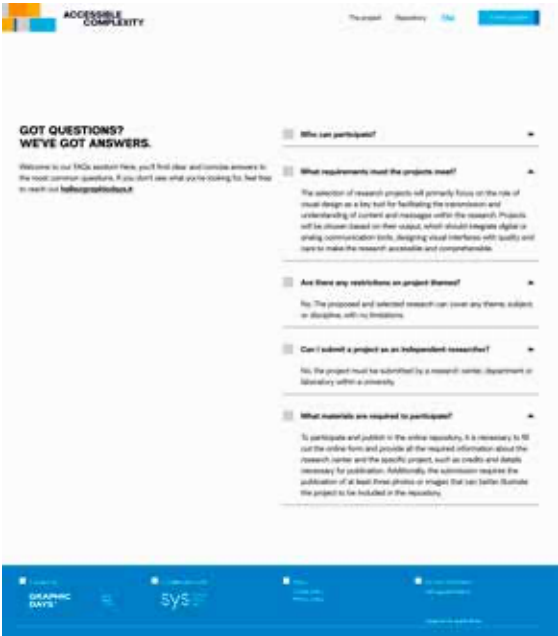 ACCESSIBLE
COMPLEXITY
The project
Repository
FAQ
GOT QUESTIONS?
WE'VE GOT ANSWERS.
Welcome to our FAQs section! Here, you'll find clear and concise answers to
the most common questions. If you don't see what you're looking for, feel free
to reach out hello@graphicdays.it
Who can participate?
What requirements must the projects meet?
The selection of research projects will primarily focus on the role of
visual design as a key tool for facilitating the transmission and
understanding of content and messages within the research. Projects
will be chosen based on their output, which should integrate digital or
analog communication tools, designing visual interfaces with quality and
care to make the research accessible and comprehensible.
Are there any restrictions on project themes?
No. The proposed and selected research can cover any theme, subject,
or discipline, with no limitations.
Can I submit a project as an independent researcher?
No, the project must be submitted by a research center, department or
laboratory within a university.
What materials are required to participate?
To participate and publish in the online repository, it is necessary to fill
out the online form and provide all the required information about the
research center and the specific project, such as credits and details
necessary for publication. Additionally, the submission requires the
publication of at least three photos or images that can better illustrate
the project to be included in the repository.
GRAPHIC
DAYS
sys